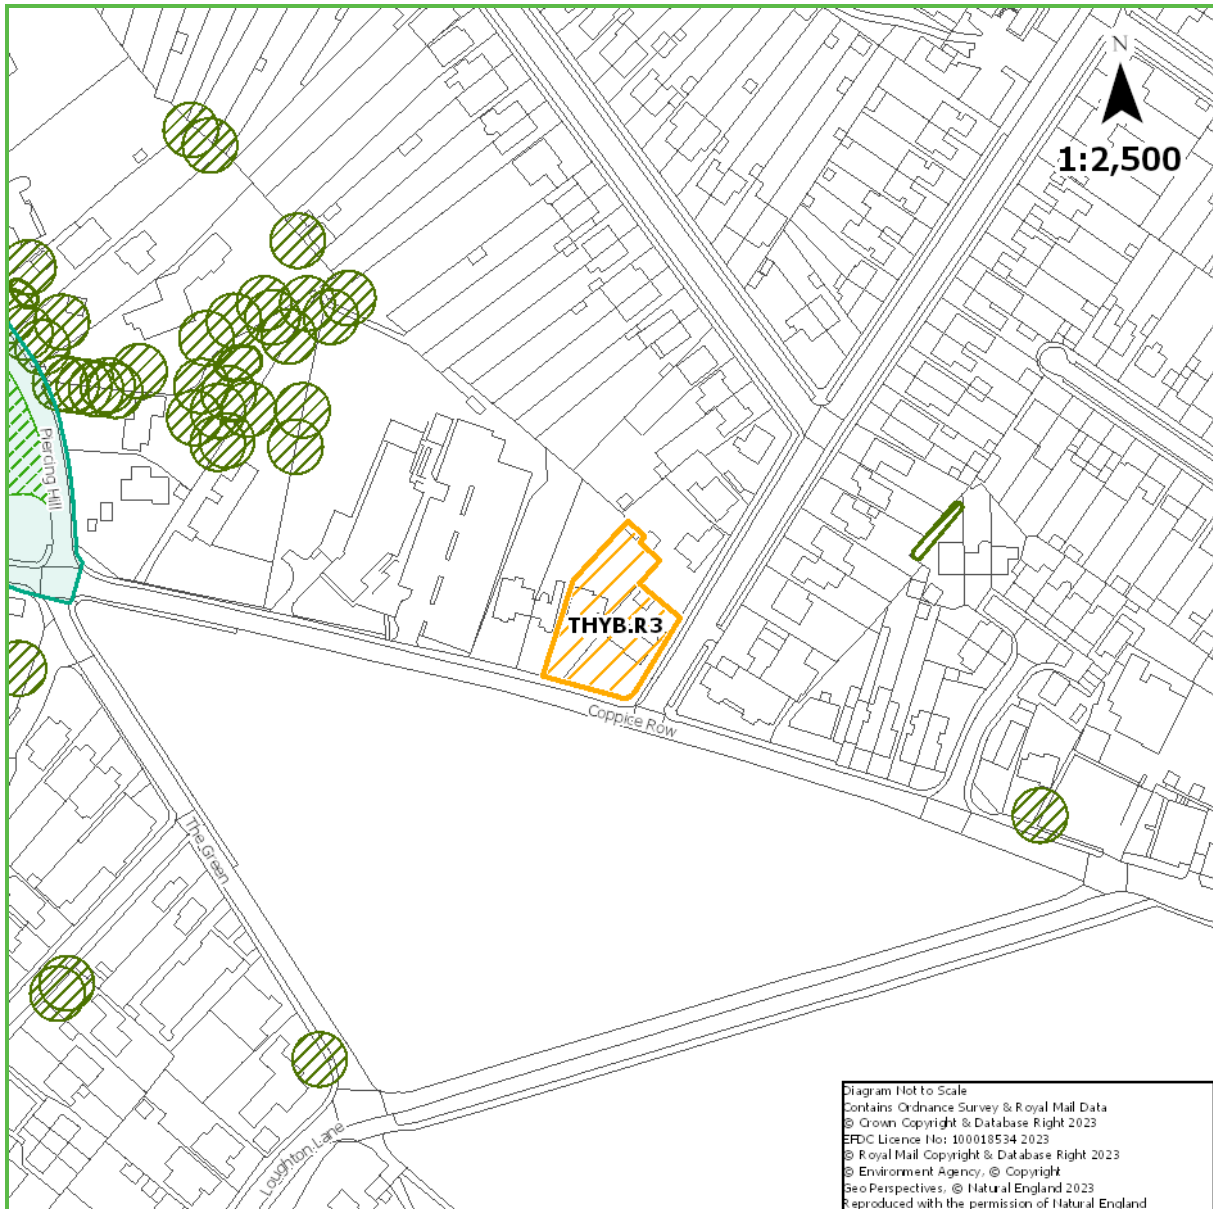 N
1:2,500
Piercing Hill
THYB.R3
Coppice Row
The Green
Loughton Lane
Diagram Not to Scale
Contains Ordnance Survey & Royal Mail Data
© Crown Copyright & Database Right 2023
EFDC Licence No: 100018534 2023
© Royal Mail Copyright & Database Right 2023
© Environment Agency, © Copyright
Geo Perspectives, © Natural England 2023
Reproduced with the permission of Natural England